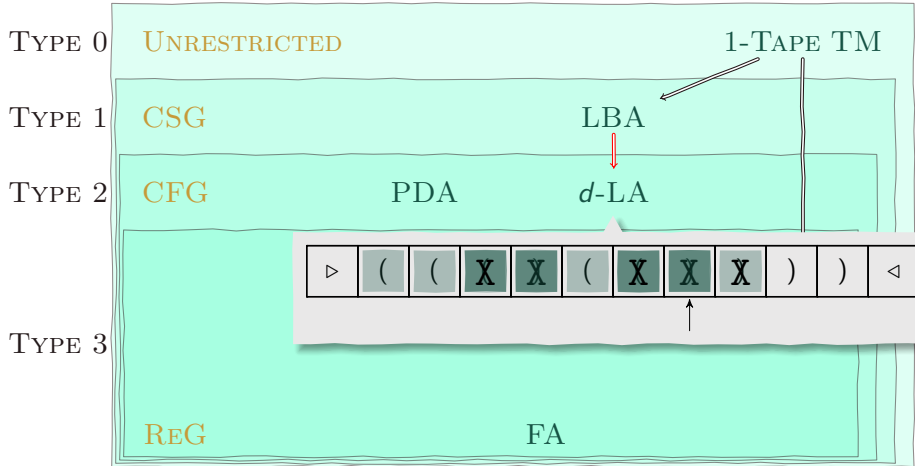 TYPE 0 UNRESTRICTED 1-TAPE TM
TYPE 1 CSG LBA
TYPE 2 CFG PDA d-LA
▷ ( ( X X ( X X X ) ) ◁
TYPE 3
REG FA